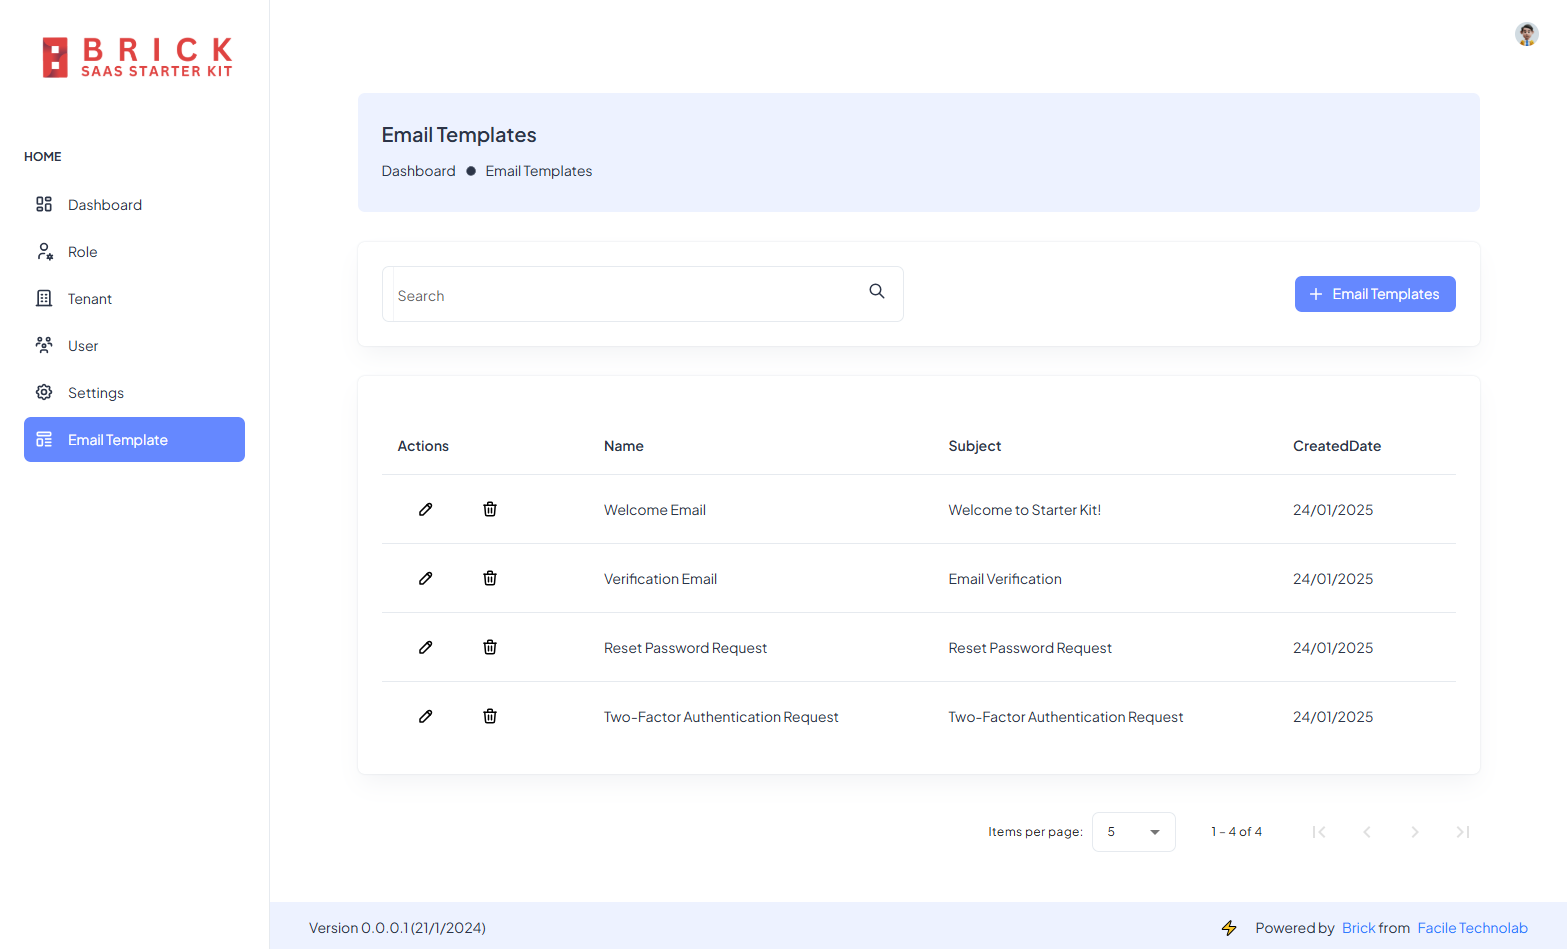 BRICK
SAAS STARTER KIT
HOME
Dashboard
Role
Tenant
User
Settings
Email Template
Email Templates
Dashboard ● Email Templates
Search
+ Email Templates
Actions Name Subject CreatedDate
Welcome Email Welcome to Starter Kit! 24/01/2025
Verification Email Email Verification 24/01/2025
Reset Password Request Reset Password Request 24/01/2025
Two-Factor Authentication Request Two-Factor Authentication Request 24/01/2025
Items per page: 5 1 – 4 of 4
Version 0.0.0.1 (21/1/2024) Powered by Brick from Facile Technolab